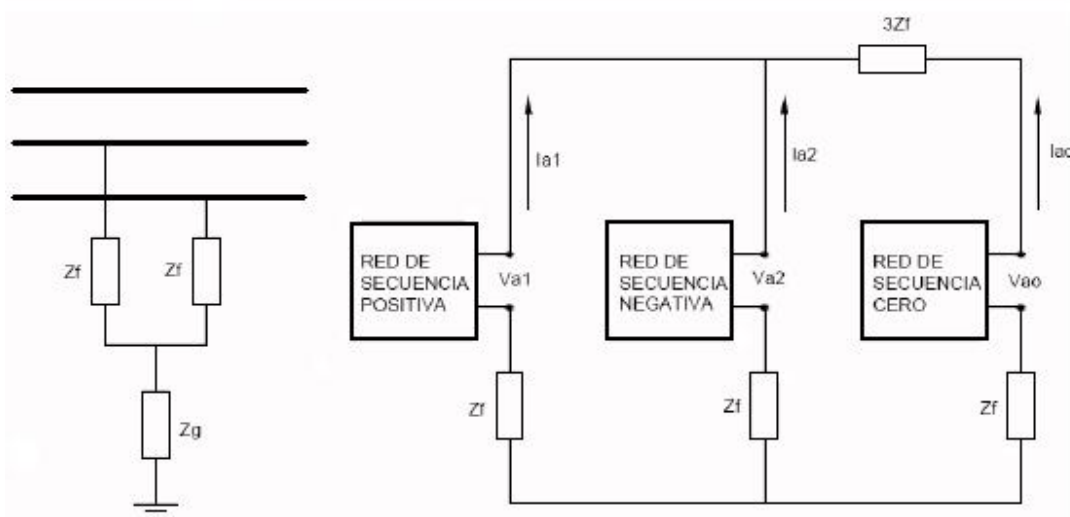 3Zf
Ia1
Ia2
Iao
RED DE
SECUENCIA
POSITIVA
Va1
RED DE
SECUENCIA
NEGATIVA
Va2
RED DE
SECUENCIA
CERO
Vao
Zf
Zf
Zg
Zf
Zf
Zf